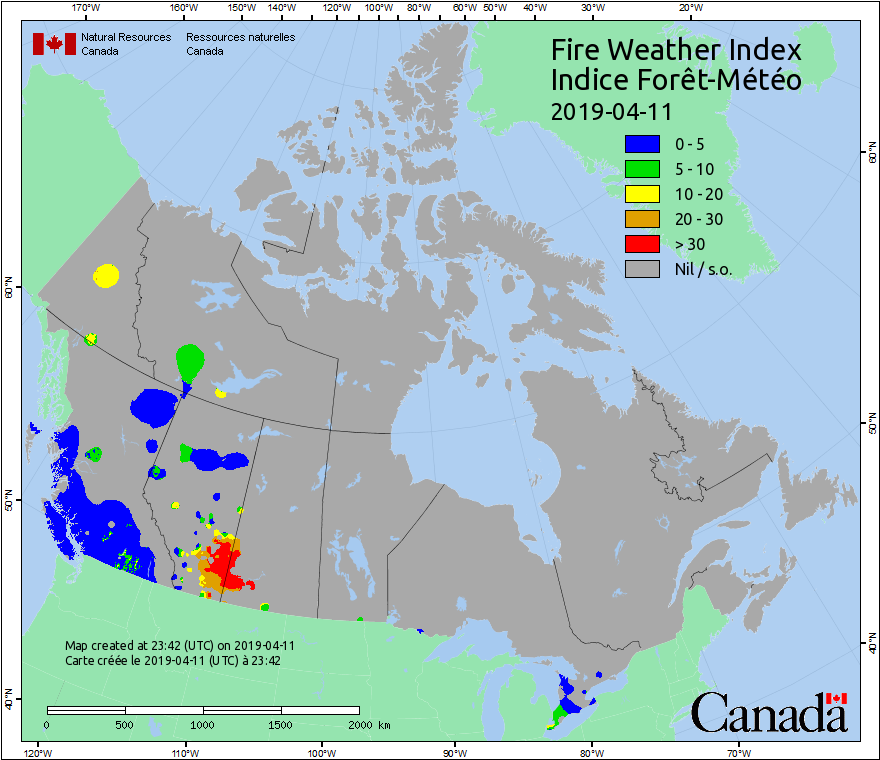 170°W 160°W 150°W 140°W 130°W 120°W 110°W 100°W 90°W 80°W 70°W 60°W 50°W 40°W 30°W 20°W
Natural Resources Canada
Ressources naturelles Canada
Fire Weather Index
Indice Forêt-Météo
2019-04-11
0 - 5
5 - 10
10 - 20
20 - 30
> 30
Nil / s.o.
60°N
50°N
40°N
60°N
50°N
40°N
Map created at 23:42 (UTC) on 2019-04-11
Carte créée le 2019-04-11 (UTC) à 23:42
0 500 1000 1500 2000 km
Canada
120°W 110°W 100°W 90°W 80°W 70°W